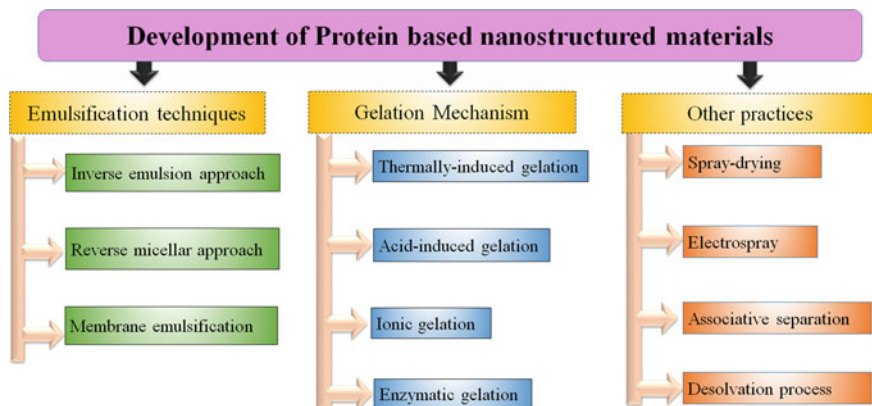 Development of Protein based nanostructured materials
Emulsification techniques
Inverse emulsion approach
Reverse micellar approach
Membrane emulsification
Gelation Mechanism
Thermally-induced gelation
Acid-induced gelation
Ionic gelation
Enzymatic gelation
Other practices
Spray-drying
Electrospray
Associative separation
Desolvation process